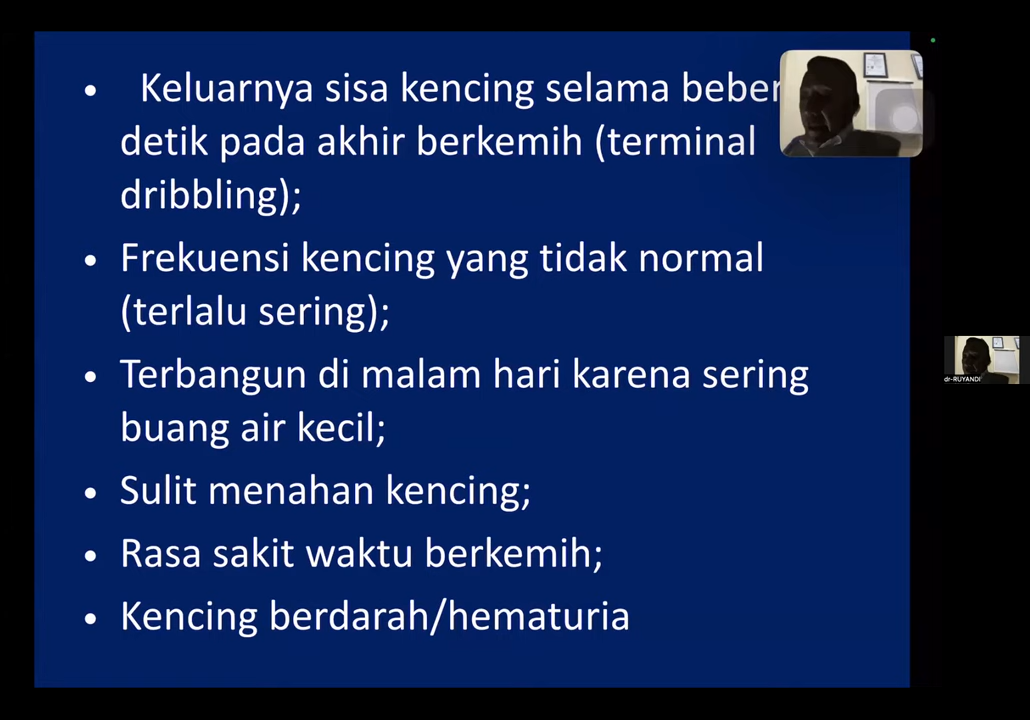 • Keluarnya sisa kencing selama
detik pada akhir berkemih (terminal
dribbling);
• Frekuensi kencing yang tidak normal
(terlalu sering);
• Terbangun di malam hari karena sering
buang air kecil;
• Sulit menahan kencing;
• Rasa sakit waktu berkemih;
• Kencing berdarah/hematuria
dr-RUYANDI